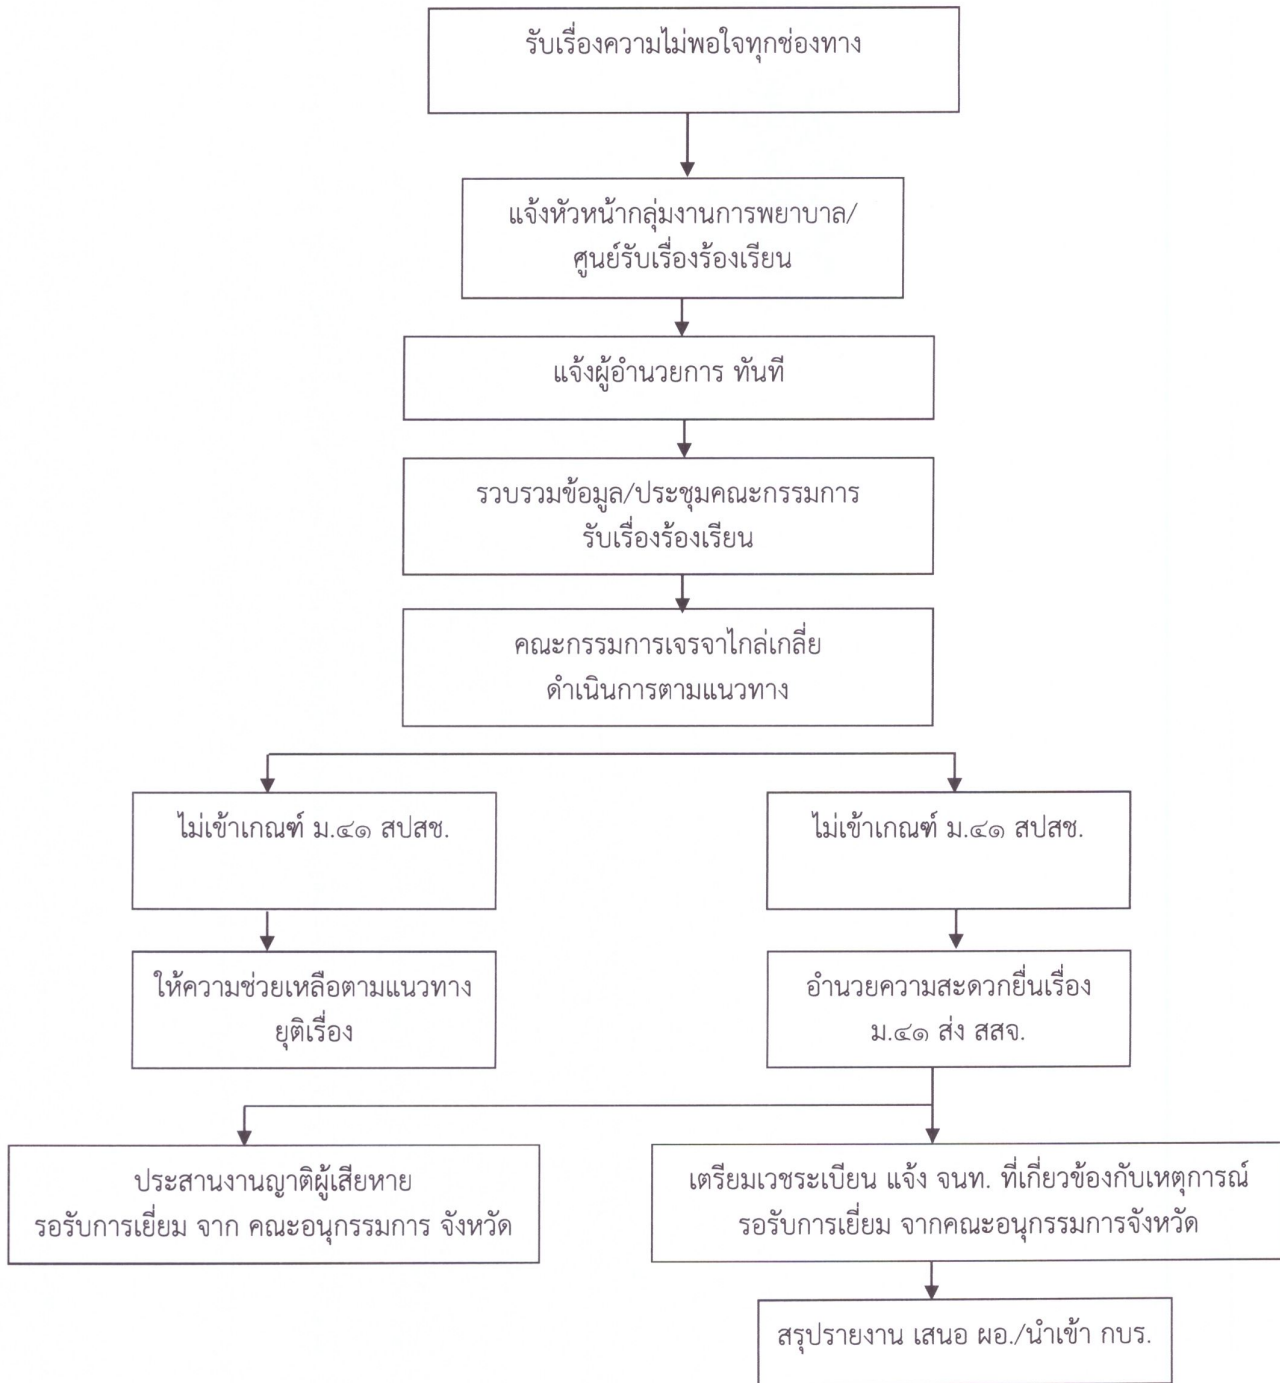 รับเรื่องความไม่พอใจทุกช่องทาง
แจ้งหัวหน้ากลุ่มงานการพยาบาล/
ศูนย์รับเรื่องร้องเรียน
แจ้งผู้อำนวยการ ทันที
รวบรวมข้อมูล/ประชุมคณะกรรมการ
รับเรื่องร้องเรียน
คณะกรรมการเจรจาไกล่เกลี่ย
ดำเนินการตามแนวทาง
ไม่เข้าเกณฑ์ ม.๔๑ สปสช.
ไม่เข้าเกณฑ์ ม.๔๑ สปสช.
ให้ความช่วยเหลือตามแนวทาง
ยุติเรื่อง
อำนวยความสะดวกยื่นเรื่อง
ม.๔๑ ส่ง สสจ.
ประสานงานญาติผู้เสียหาย
รอรับการเยี่ยม จาก คณะอนุกรรมการ จังหวัด
เตรียมเวชระเบียน แจ้ง จนท. ที่เกี่ยวข้องกับเหตุการณ์
รอรับการเยี่ยม จากคณะอนุกรรมการจังหวัด
สรุปรายงาน เสนอ ผอ./นำเข้า กบร.